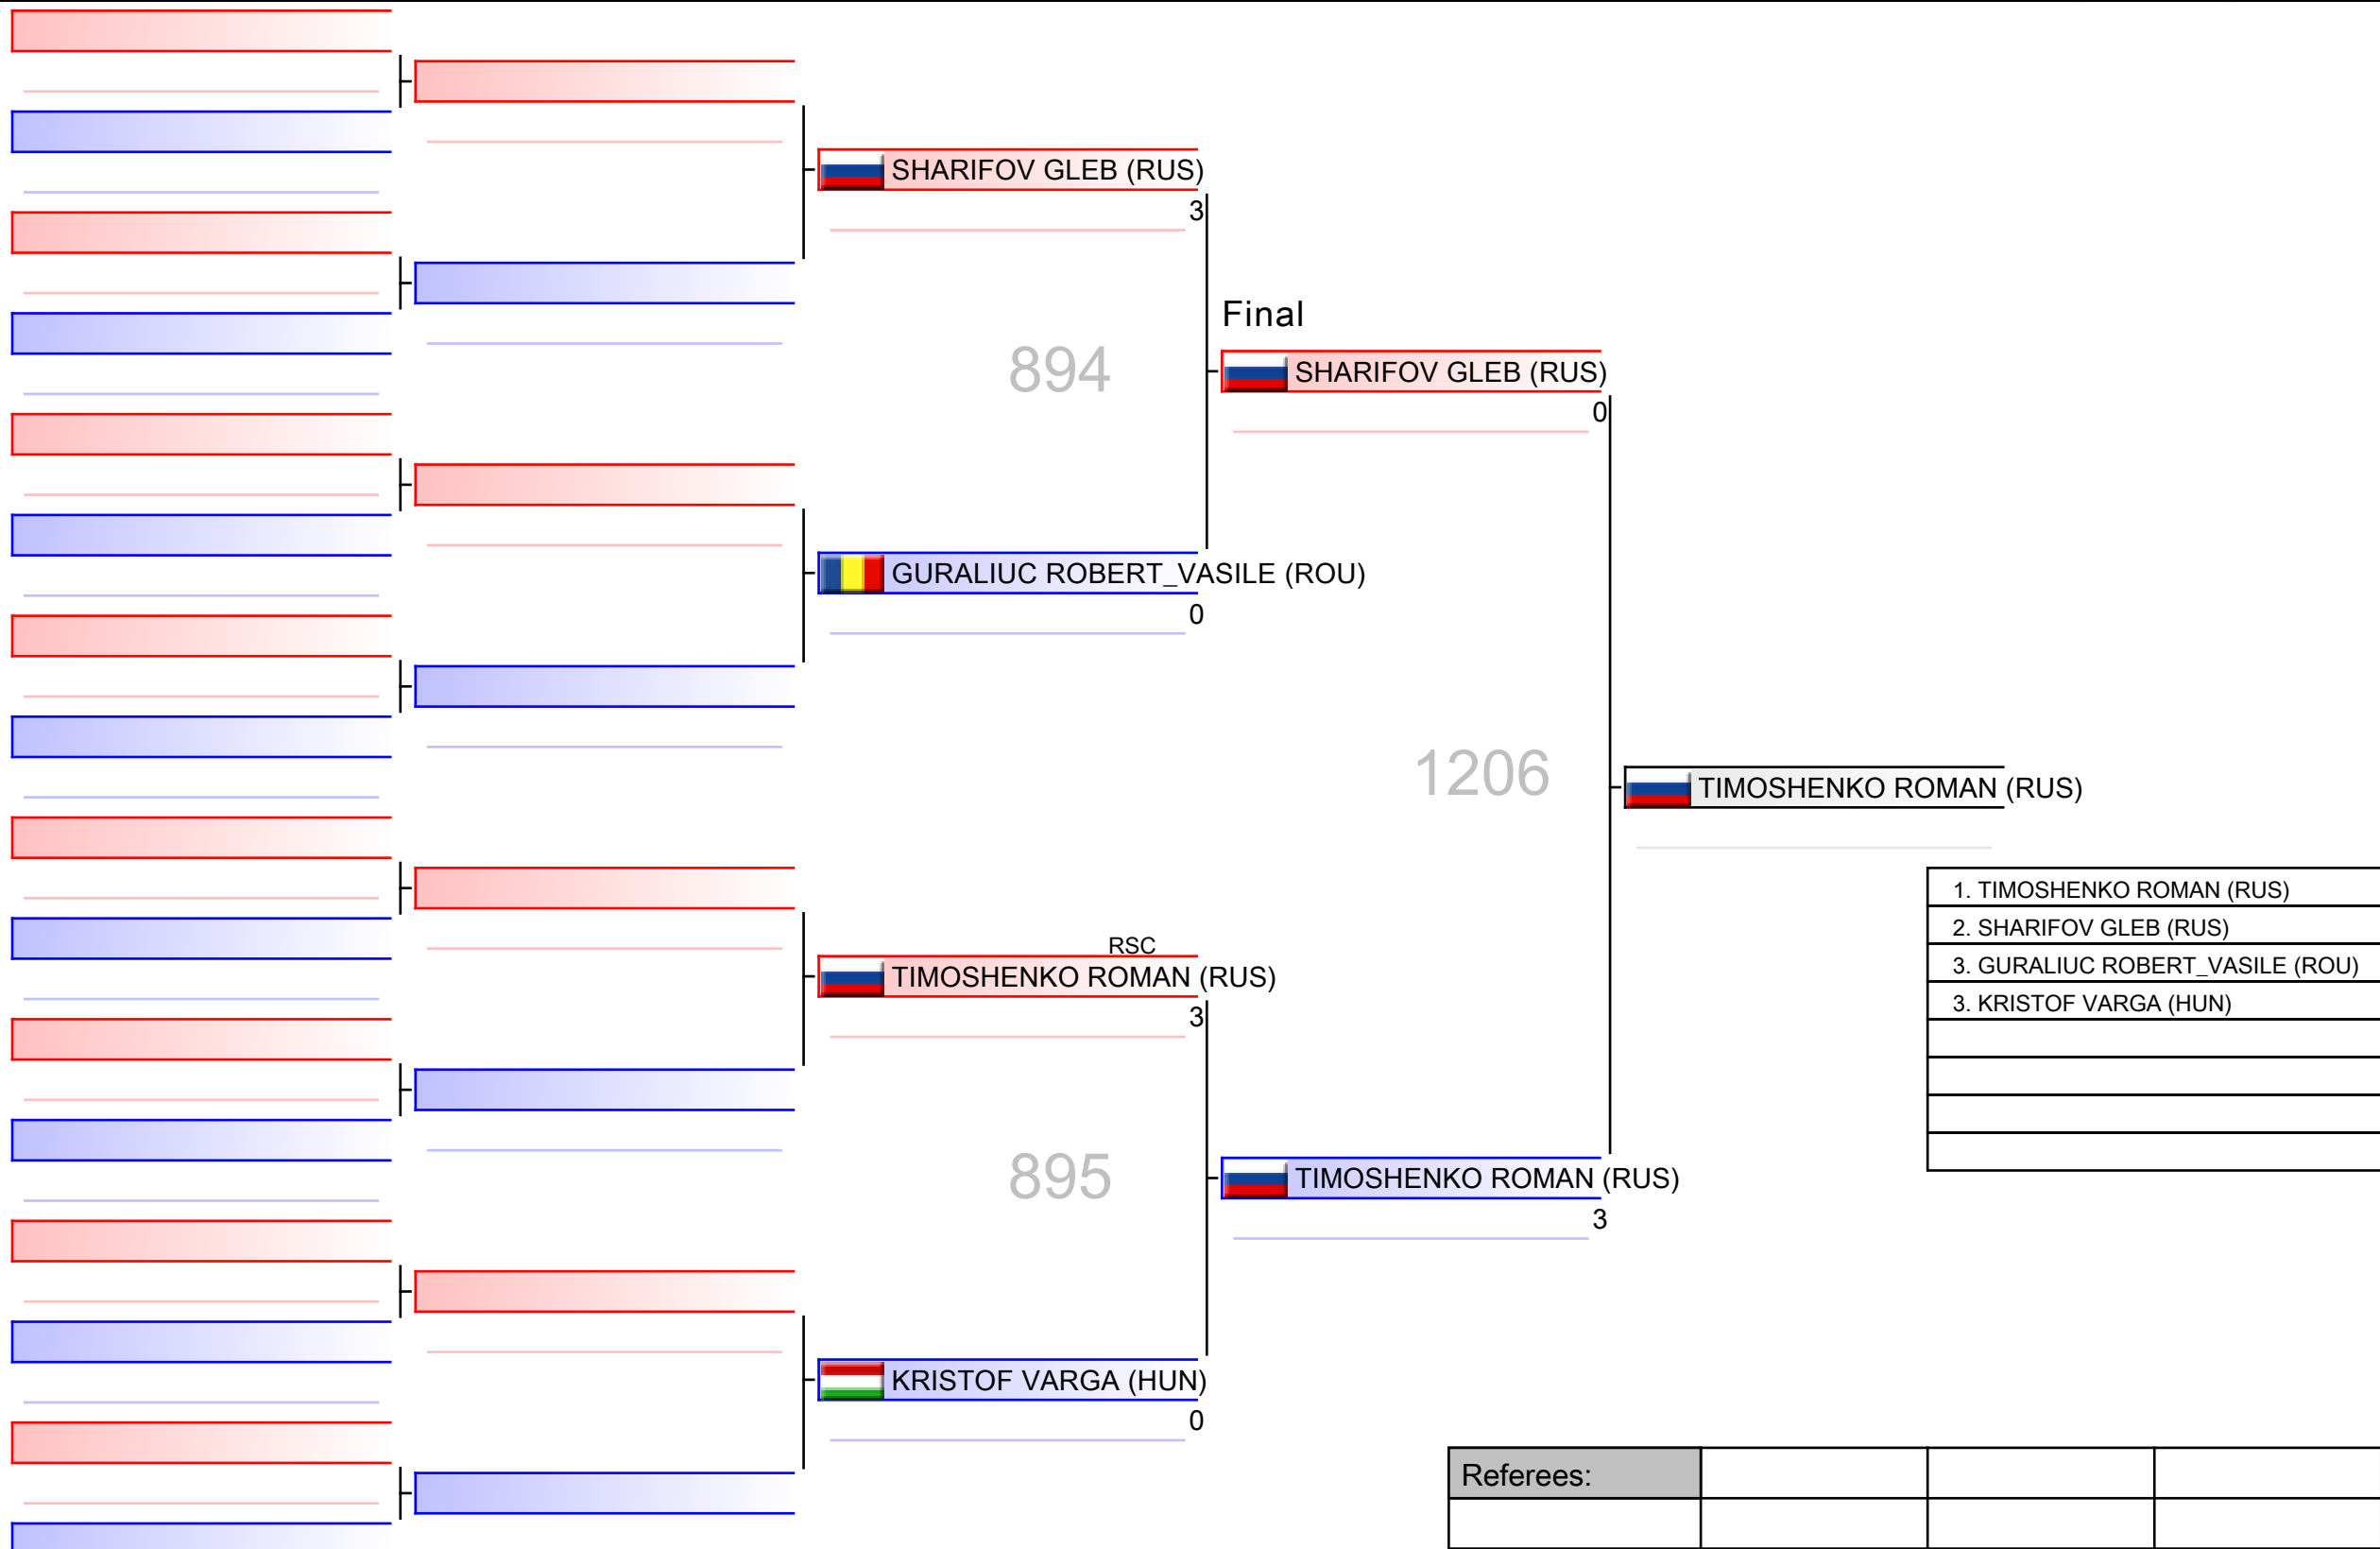 SHARIFOV GLEB (RUS)
3
Final
894
SHARIFOV GLEB (RUS)
0
GURALIUC ROBERT_VASILE (ROU)
0
1206
TIMOSHENKO ROMAN (RUS)
1. TIMOSHENKO ROMAN (RUS)
2. SHARIFOV GLEB (RUS)
3. GURALIUC ROBERT_VASILE (ROU)
3. KRISTOF VARGA (HUN)
RSC
TIMOSHENKO ROMAN (RUS)
3
895
TIMOSHENKO ROMAN (RUS)
3
KRISTOF VARGA (HUN)
0
Referees: